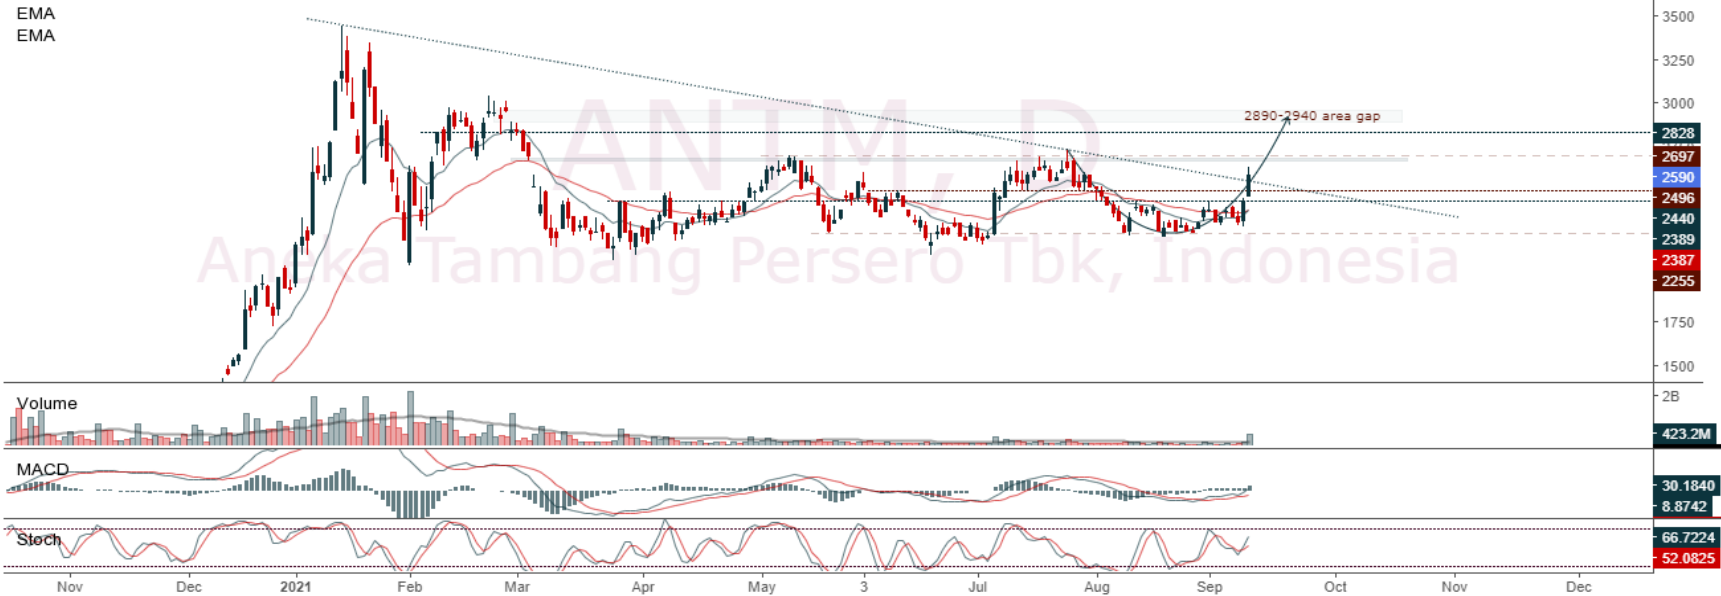 EMA
EMA
ANTM, D
Aneka Tambang Persero Tbk, Indonesia
2890-2940 area gap
3500
3250
3000
2828
2697
2590
2496
2440
2389
2387
2255
1750
1500
Volume
2B
423.2M
MACD
30.1840
8.8742
Stoch
66.7224
52.0825
Nov
Dec
2021
Feb
Mar
Apr
May
3
Jul
Aug
Sep
Oct
Nov
Dec